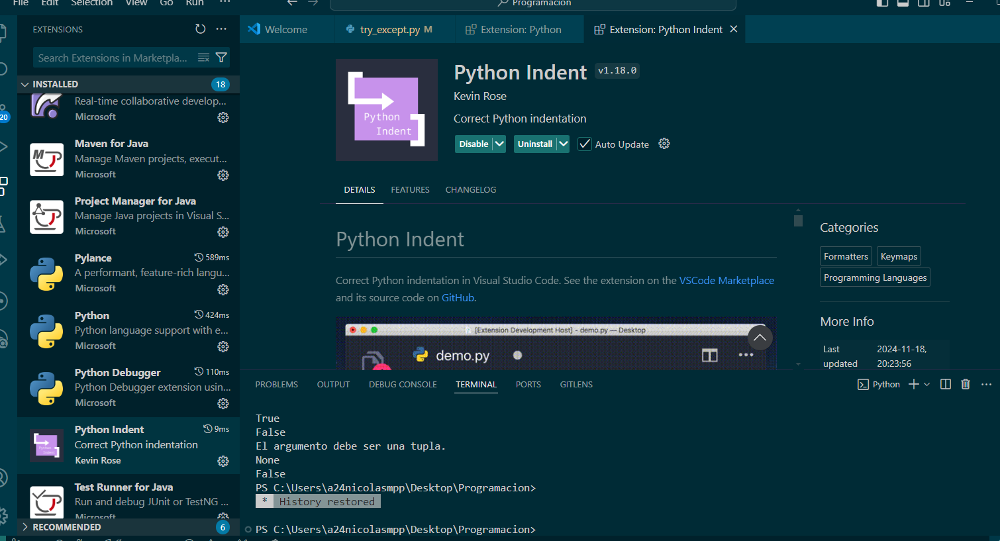 File Edit Selection View Go Run ···
Programacion
EXTENSIONS
Welcome
try_except.py M
Extension: Python
Extension: Python Indent
Search Extensions in Marketpla...
INSTALLED 18
Real-time collaborative develop...
Microsoft
20
Maven for Java
Manage Maven projects, execut...
Microsoft
Project Manager for Java
Manage Java projects in Visual S...
Microsoft
Pylance 589ms
A performant, feature-rich langu...
Microsoft
Python 424ms
Python language support with e...
Microsoft
Python Debugger 110ms
Python Debugger extension usin...
Microsoft
Python Indent 9ms
Correct Python indentation
Kevin Rose
Test Runner for Java
Run and debug JUnit or TestNG ...
Microsoft
RECOMMENDED 6
Python
Indent
Python Indent v1.18.0
Kevin Rose
Correct Python indentation
Disable Uninstall Auto Update
DETAILS FEATURES CHANGELOG
Python Indent
Correct Python indentation in Visual Studio Code. See the extension on the VSCode Marketplace
and its source code on GitHub.
[Extension Development Host] - demo.py — Desktop
demo.py
Categories
Formatters Keymaps
Programming Languages
More Info
Last updated 2024-11-18, 20:23:56
PROBLEMS OUTPUT DEBUG CONSOLE TERMINAL PORTS GITLENS
Python
True
False
El argumento debe ser una tupla.
None
False
PS C:\Users\a24nicolasmpp\Desktop\Programacion>
* History restored
PS C:\Users\a24nicolasmpp\Desktop\Programacion>